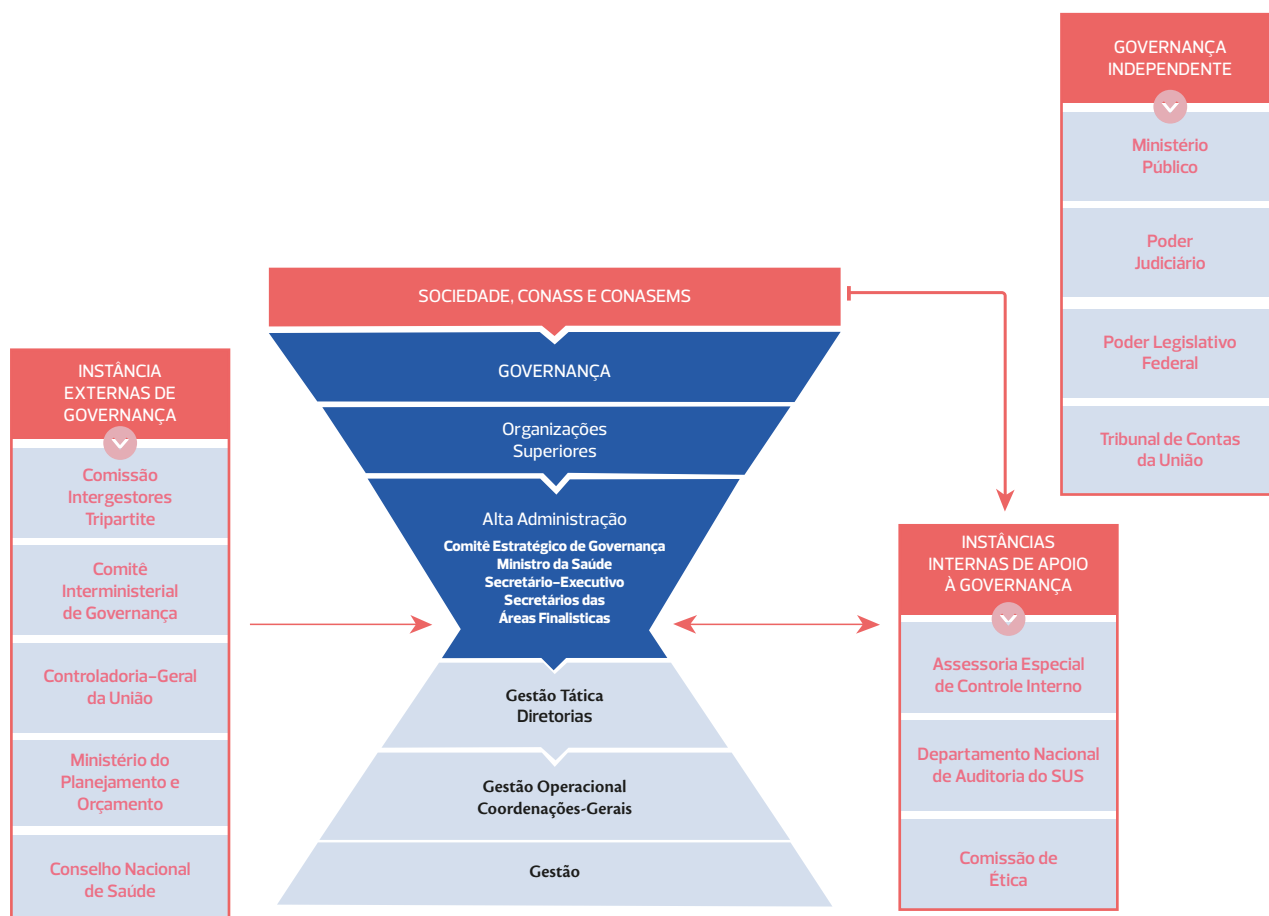 GOVERNANÇA
INDEPENDENTE
Ministério
Público
Poder
Judiciário
Poder Legislativo
Federal
Tribunal de Contas
da União
SOCIEDADE, CONASS E CONASEMS
GOVERNANÇA
Organizações
Superiores
Alta Administração
Comitê Estratégico de Governança
Ministro da Saúde
Secretário-Executivo
Secretários das
Áreas Finalisticas
Gestão Tática
Diretorias
Gestão Operacional
Coordenações-Gerais
Gestão
INSTÂNCIA
EXTERNAS DE
GOVERNANÇA
Comissão
Intergestores
Tripartite
Comitê
Interministerial
de Governança
Controladoria-Geral
da União
Ministério do
Planejamento e
Orçamento
Conselho Nacional
de Saúde
INSTÂNCIAS
INTERNAS DE APOIO
À GOVERNANÇA
Assessoria Especial
de Controle Interno
Departamento Nacional
de Auditoria do SUS
Comissão de
Ética